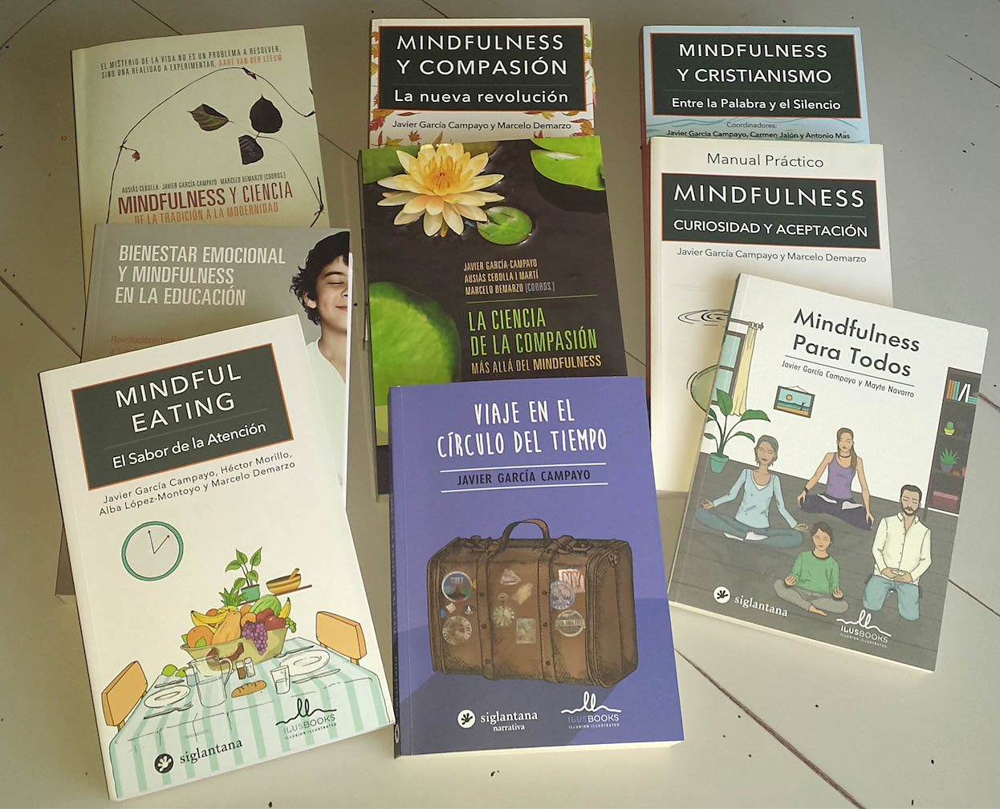 EL MISTERIO DE LA VIDA NO ES UN PROBLEMA A RESOLVER,
SINO UNA REALIDAD A EXPERIMENTAR. AART VAN DER LEEUW
AUSIÀS CEBOLLA JAVIER GARCÍA-CAMPAYO MARCELO DEMARZO (COORDS.)
MINDFULNESS Y CIENCIA
DE LA TRADICIÓN A LA MODERNIDAD
MINDFULNESS
Y COMPASIÓN
La nueva revolución
Javier García Campayo y Marcelo Demarzo
MINDFULNESS
Y CRISTIANISMO
Entre la Palabra y el Silencio
Coordinadores:
Javier García Campayo, Carmen Jalón y Antonio Mas
BIENESTAR EMOCIONAL
Y MINDFULNESS
EN LA EDUCACIÓN
JAVIER GARCÍA-CAMPAYO
AUSIÀS CEBOLLA I MARTÍ
MARCELO DEMARZO (COORDS.)
LA CIENCIA
DE LA COMPASIÓN
MÁS ALLÁ DEL MINDFULNESS
Manual Práctico
MINDFULNESS
CURIOSIDAD Y ACEPTACIÓN
Javier García Campayo y Marcelo Demarzo
MINDFUL
EATING
El Sabor de la Atención
Javier García Campayo, Héctor Morillo,
Alba López-Montoyo y Marcelo Demarzo
siglantana
ILUSBOOKS
ILLUSION ILLUSTRATED
VIAJE EN EL
CÍRCULO DEL TIEMPO
JAVIER GARCÍA CAMPAYO
TIBET
NY
siglantana
narrativa
ILUSBOOKS
ILLUSION ILLUSTRATED
Mindfulness
Para Todos
Javier García Campayo y Mayte Navarro
siglantana
ILUSBOOKS
ILLUSION ILLUSTRATED